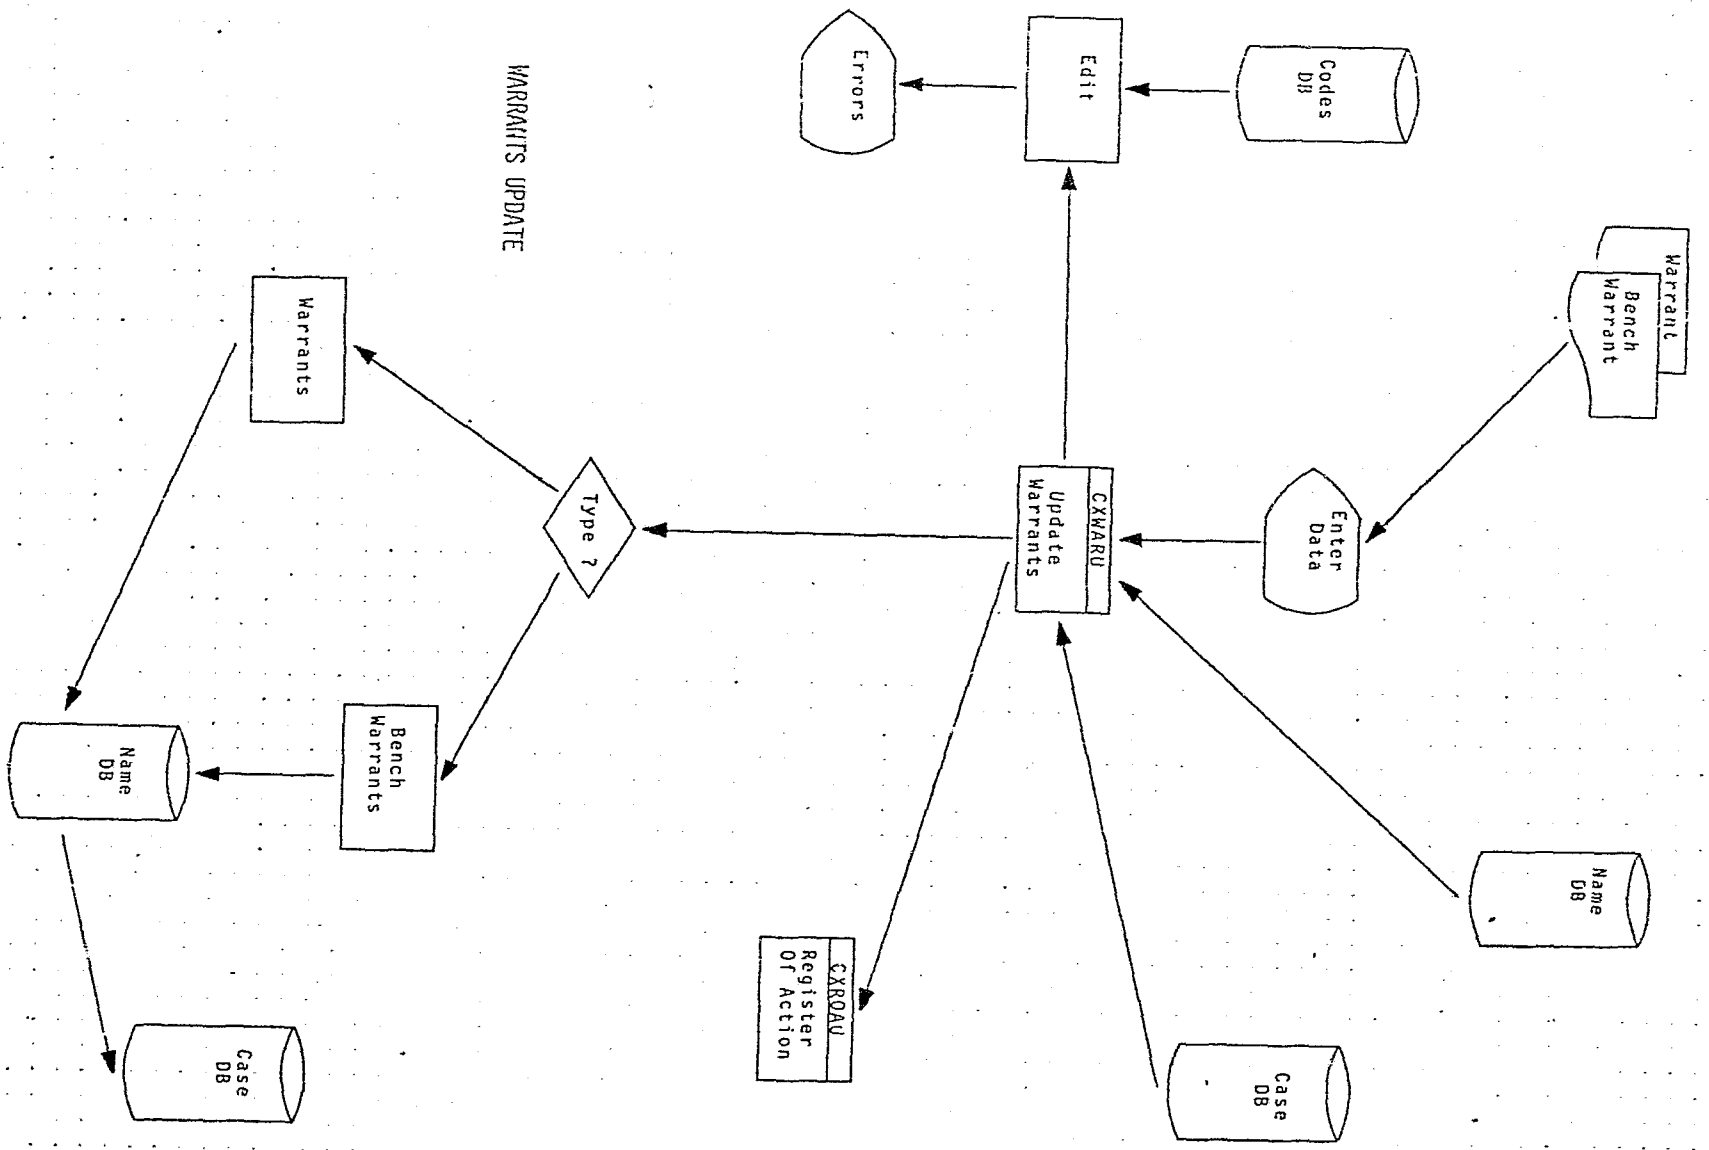 Warrant
Bench
Warrant
Name
DB
Case
DB
Codes
DB
Enter
Data
Edit
CXWARU
Update
Warrants
Errors
CXROAU
Register
Of Action
Type ?
WARRANTS UPDATE
Bench
Warrants
Warrants
Case
DB
Name
DB